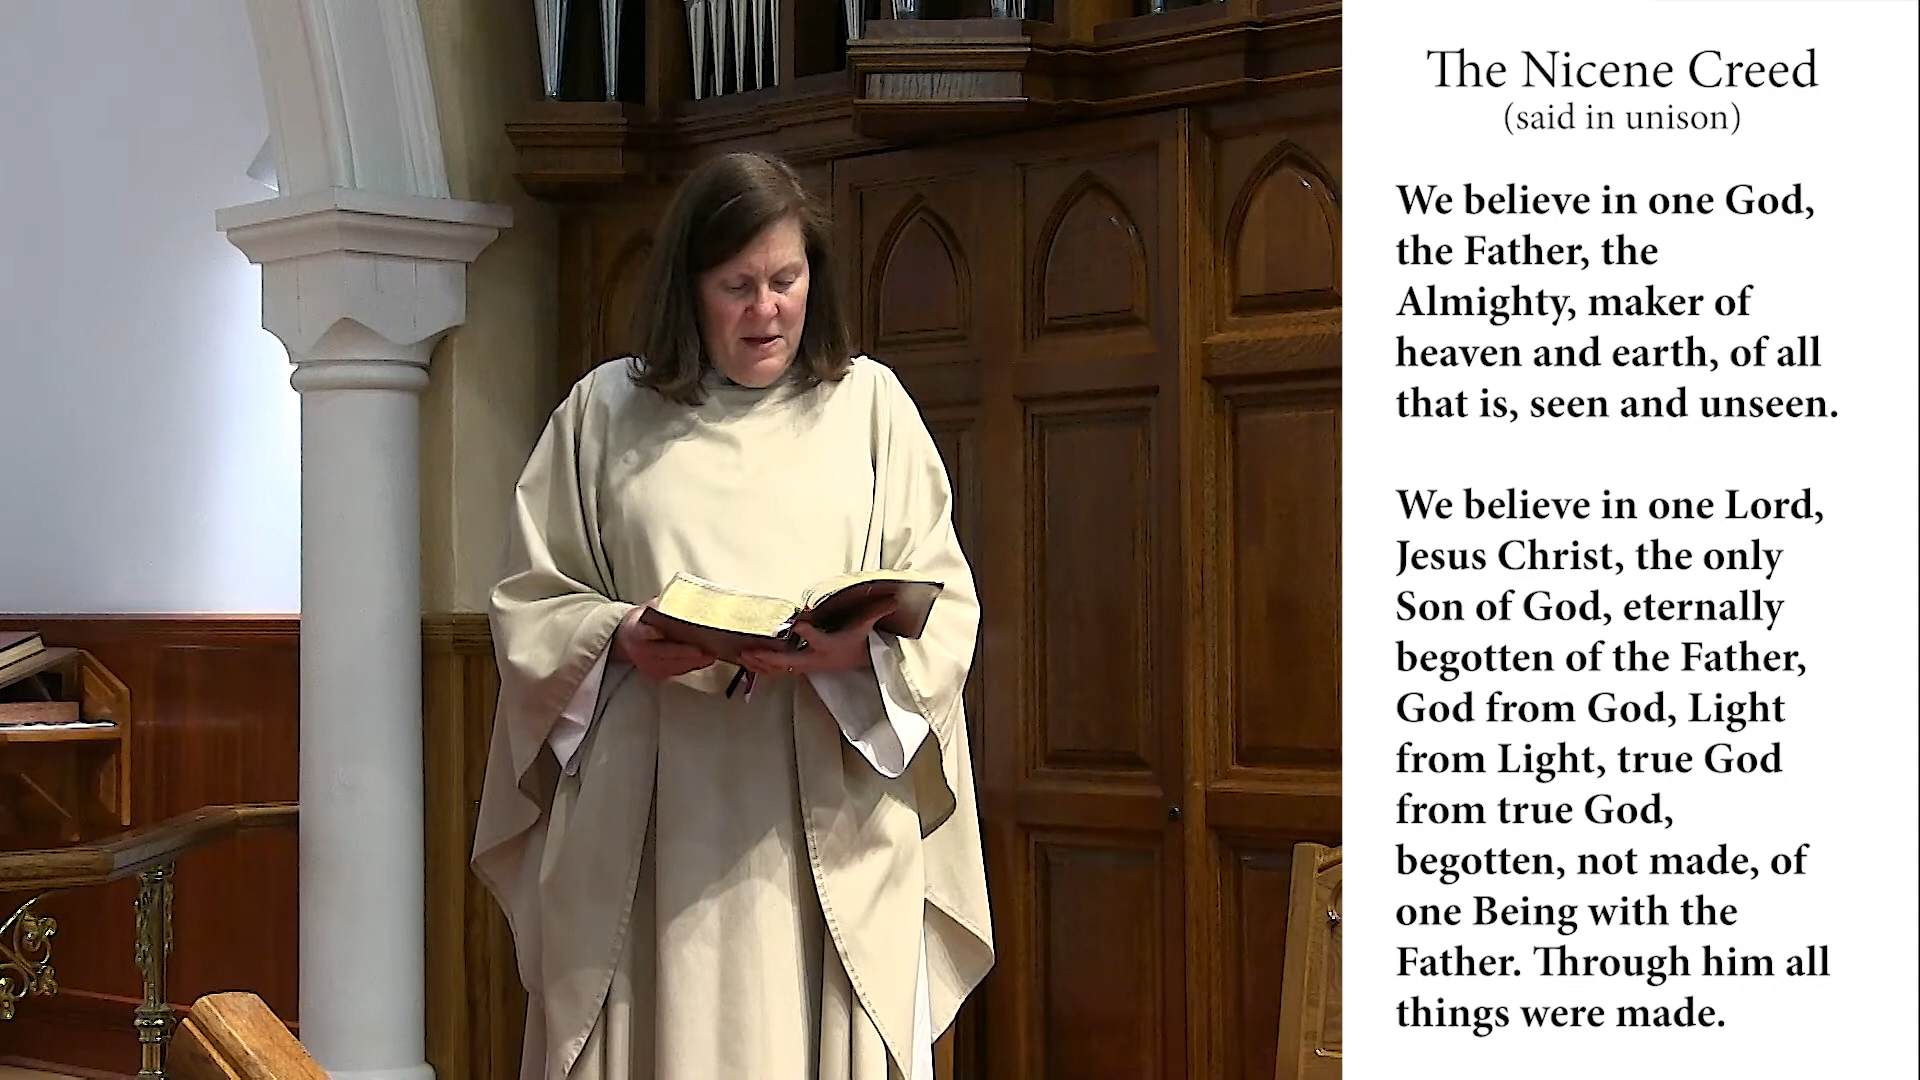 The Nicene Creed
(said in unison)
We believe in one God,
the Father, the
Almighty, maker of
heaven and earth, of all
that is, seen and unseen.
We believe in one Lord,
Jesus Christ, the only
Son of God, eternally
begotten of the Father,
God from God, Light
from Light, true God
from true God,
begotten, not made, of
one Being with the
Father. Through him all
things were made.